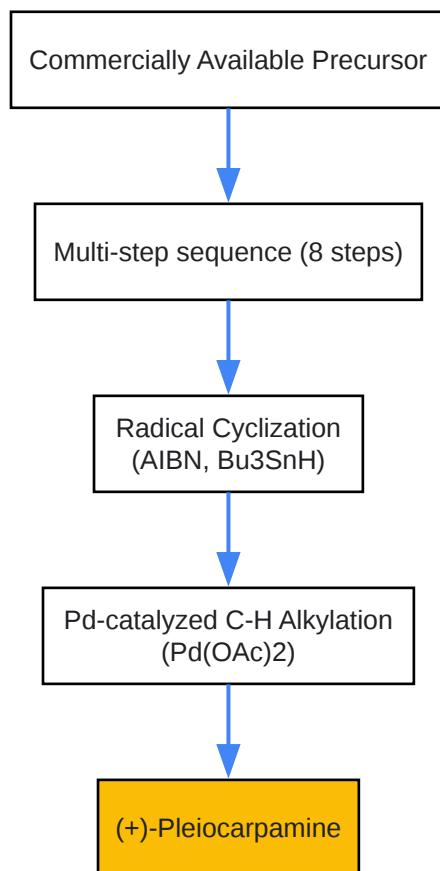 Commercially Available Precursor
Multi-step sequence (8 steps)
Radical Cyclization
(AIBN, Bu3SnH)
Pd-catalyzed C-H Alkylation
(Pd(OAc)2)
(+)-Pleiocarpamine